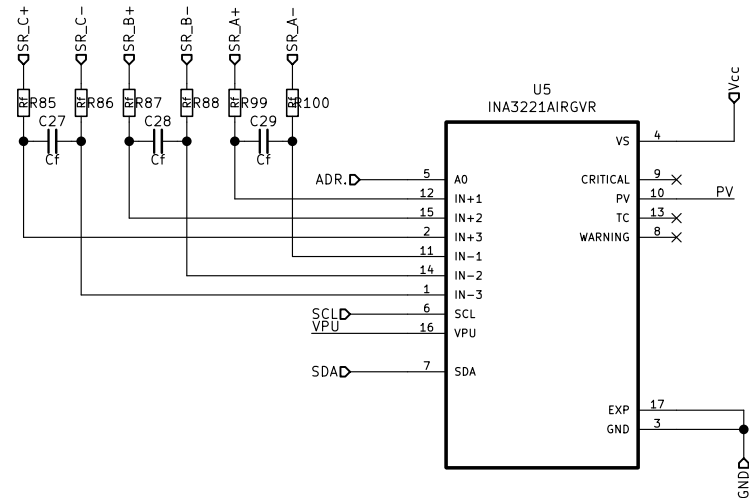 SR_C+ SR_C- SR_B+ SR_B- SR_A+ SR_A-
Rf R85 Rf R86 Rf R87 Rf R88 Rf R99 Rf R100
C27 C28 C29
Cf Cf Cf
U5
INA3221AIRGVR
Vcc
VS 4
ADR. 5 A0 CRITICAL 9
12 IN+1 PV 10 PV
15 IN+2 TC 13
2 IN+3 WARNING 8
11 IN-1
14 IN-2
1 IN-3
SCL 6 SCL
VPU 16 VPU
SDA 7 SDA
EXP 17
GND 3
GND